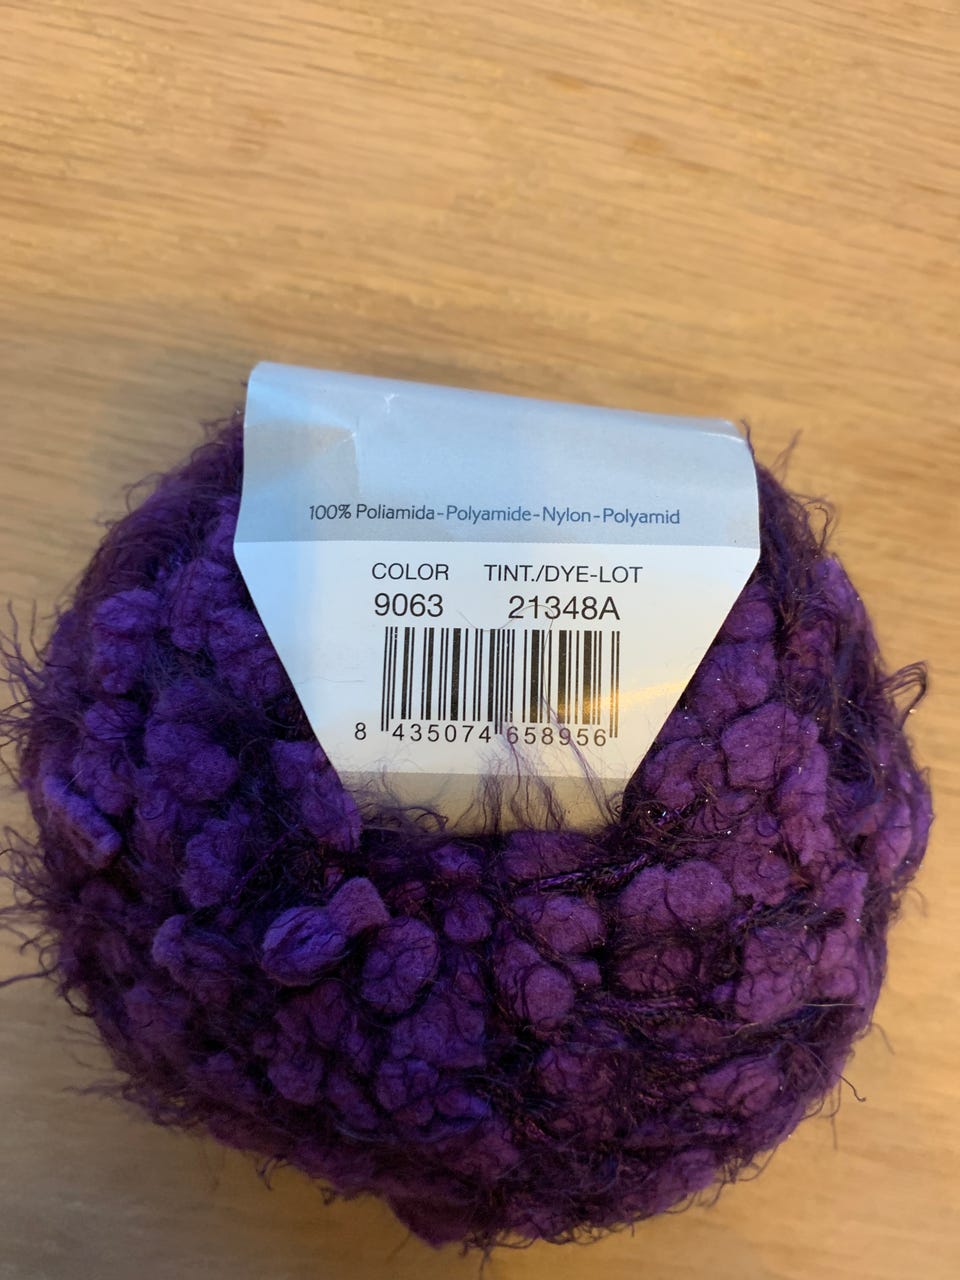 100% Poliamida-Polyamide-Nylon-Polyamid
COLOR TINT./DYE-LOT
9063 21348A
8 435074 658956